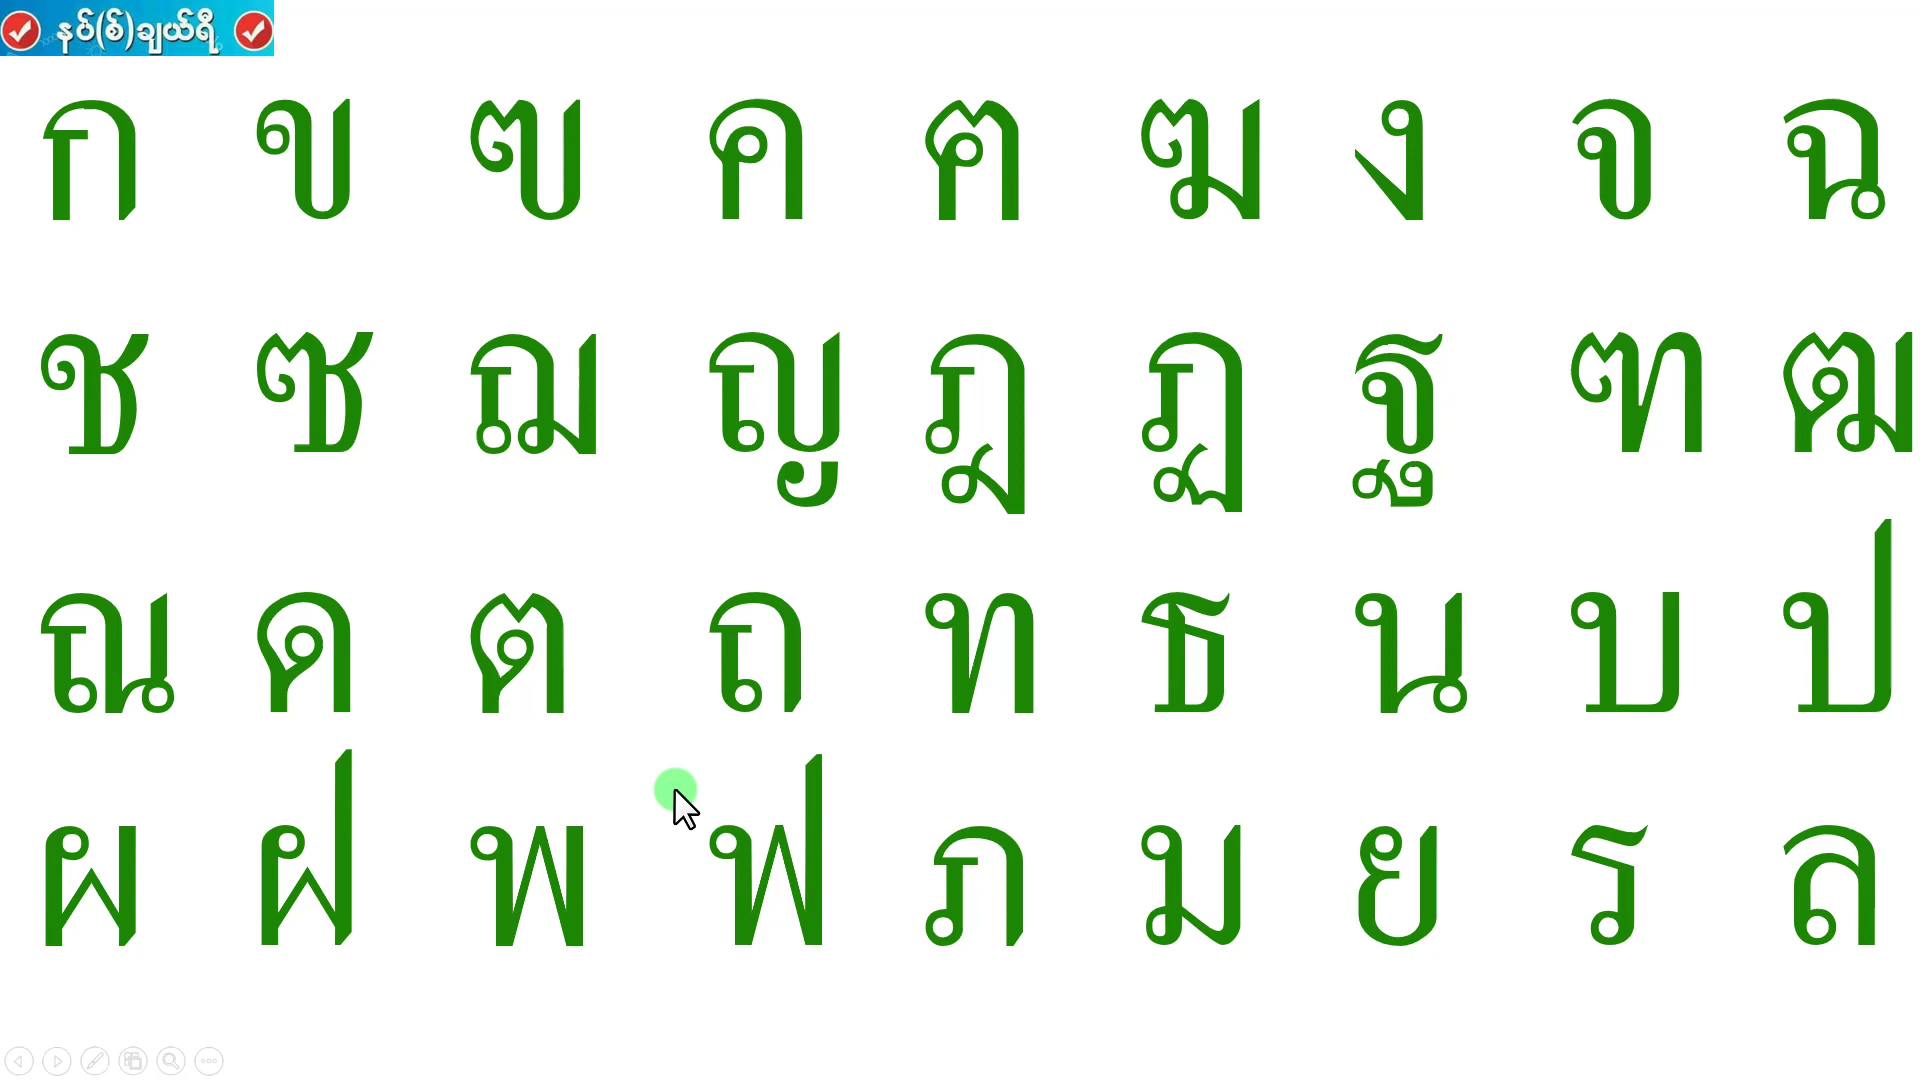 နပ်(စ်)ချယ်ရီ
ก ข ฃ ค ฅ ฆ ง จ ฉ
ช ซ ฌ ญ ฎ ฏ ฐ ฑ ฒ
ณ ด ต ถ ท ธ น บ ป
ผ ฝ พ ฟ ภ ม ย ร ล